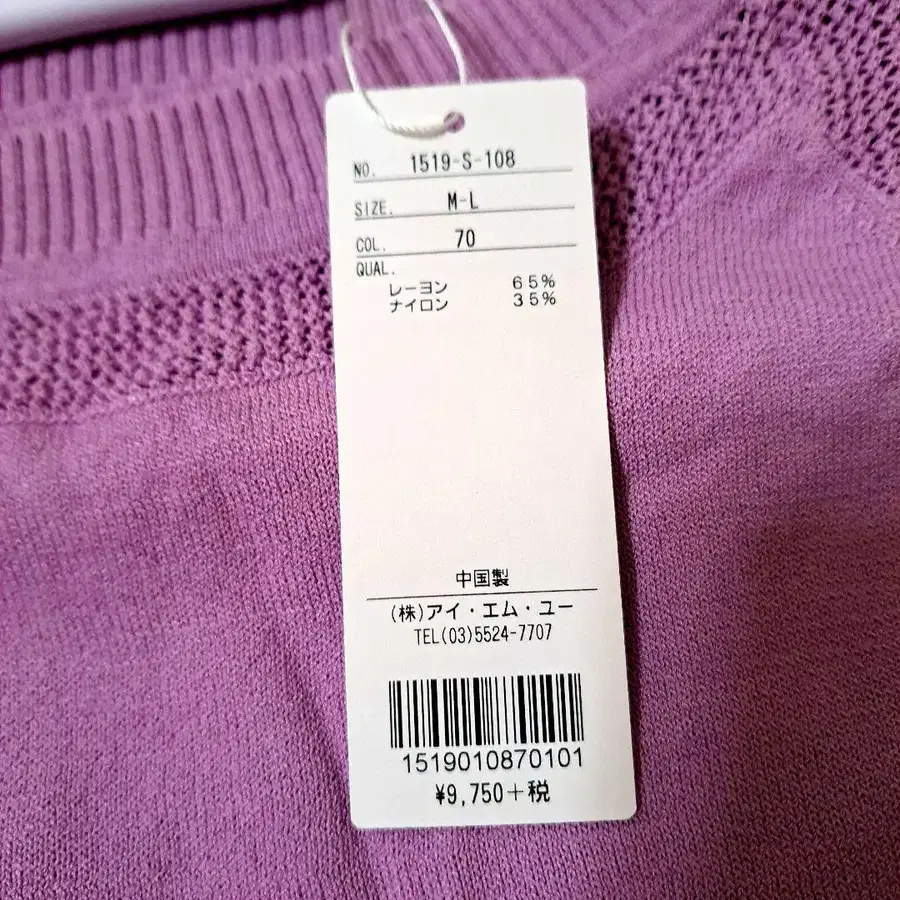 NO. 1519-S-108
SIZE. M-L
COL. 70
QUAL.
レーヨン 65%
ナイロン 35%
中国製
(株)アイ・エム・ユー
TEL(03)5524-7707
1519010870101
¥9,750+税